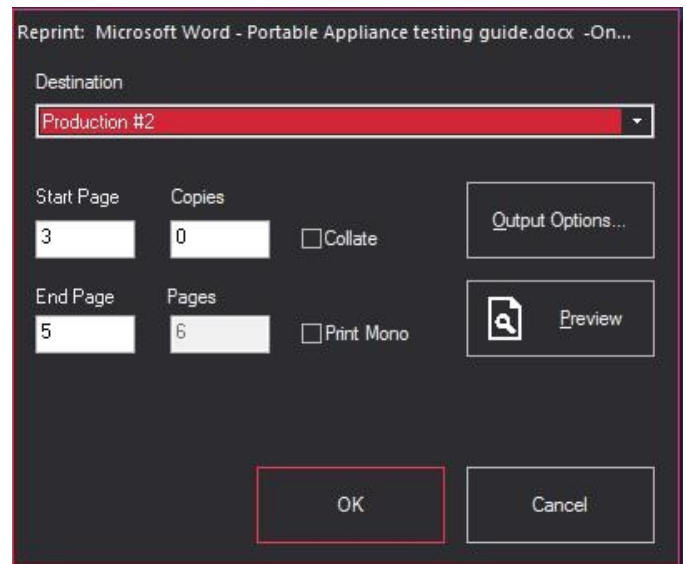 Reprint: Microsoft Word - Portable Appliance testing guide.docx -On...
Destination
Production #2
Start Page Copies
3 0 Collate
Output Options...
End Page Pages
5 6 Print Mono
Preview
OK Cancel